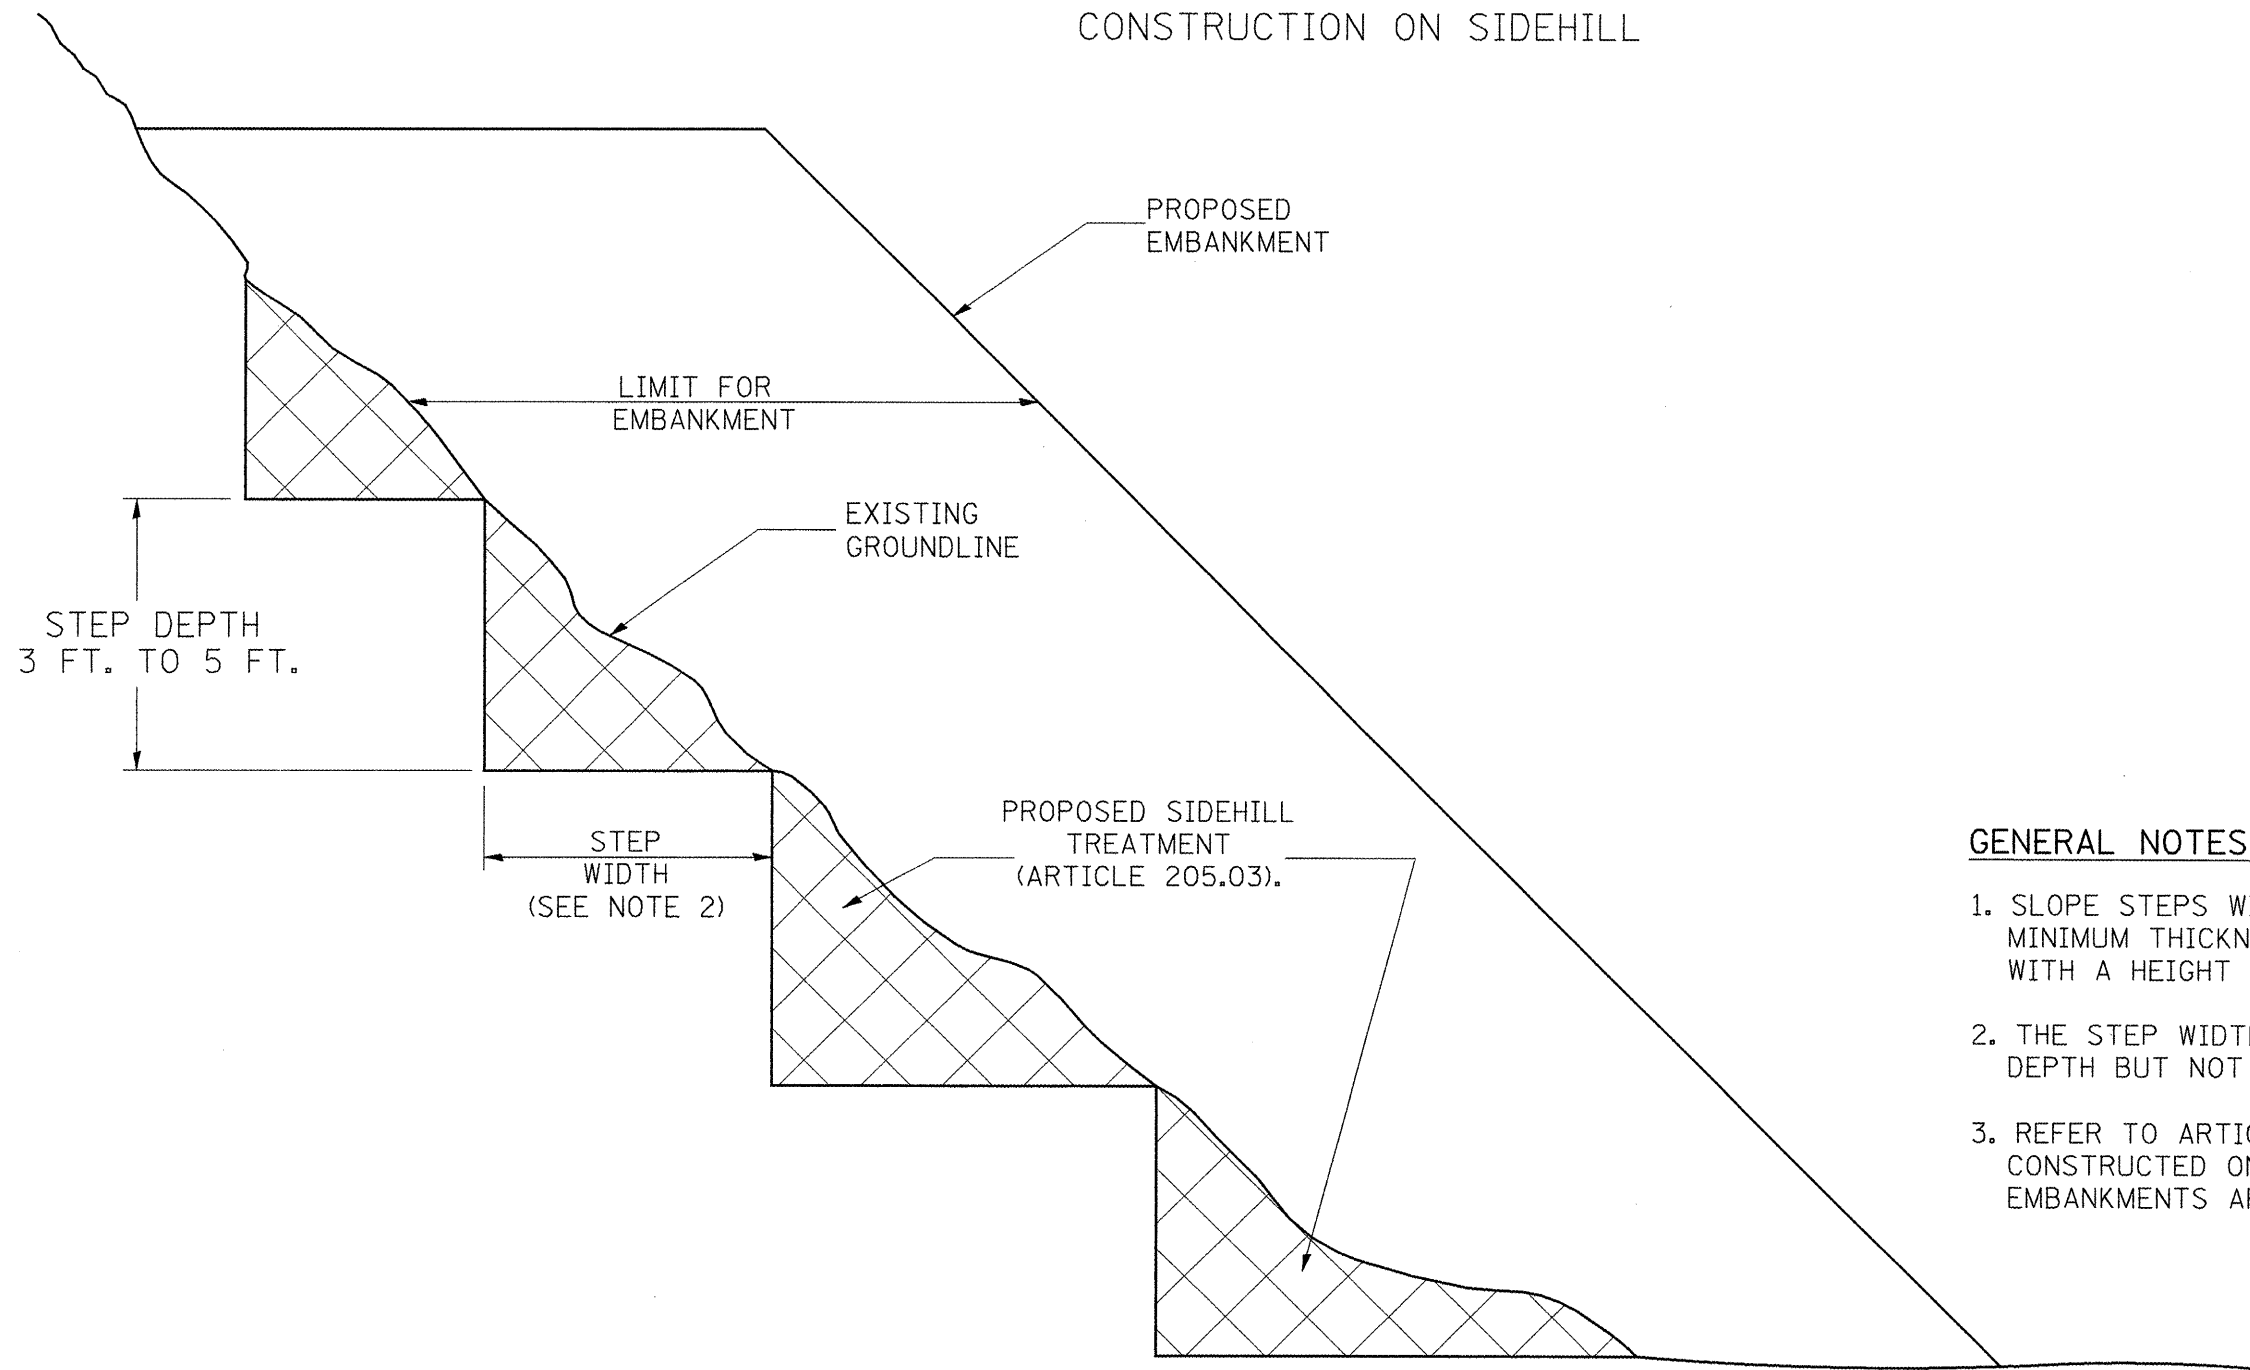 CONSTRUCTION ON SIDEHILL
PROPOSED
EMBANKMENT
LIMIT FOR
EMBANKMENT
EXISTING
GROUNDLINE
STEP DEPTH
3 FT. TO 5 FT.
STEP
WIDTH
(SEE NOTE 2)
PROPOSED SIDEHILL
TREATMENT
(ARTICLE 205.03).
GENERAL NOTES
1. SLOPE STEPS
MINIMUM
WITH A HEIGHT
2. THE STEP
DEPTH BUT NOT
3. REFER TO
CONSTRUCTED
EMBANKMENTS